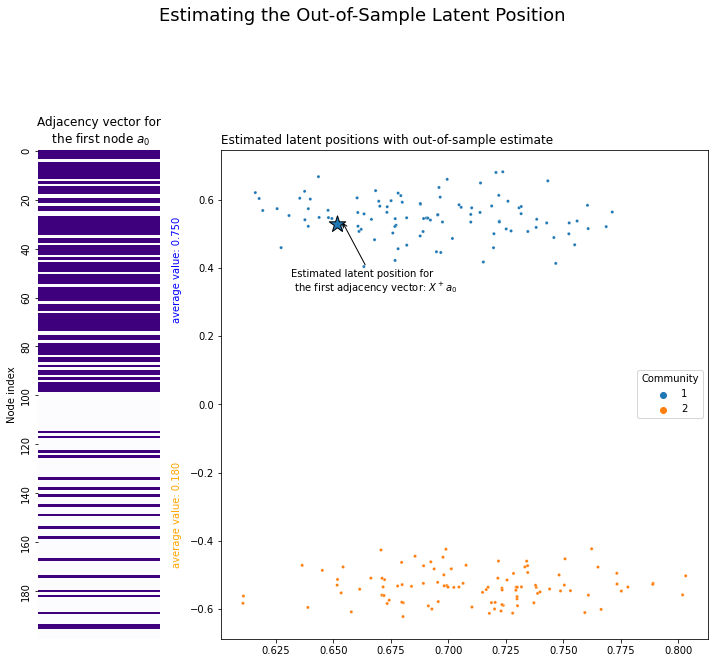 Estimating the Out-of-Sample Latent Position
Adjacency vector for
the first node a₀
Node index
0
20
40
60
80
100
120
140
160
180
average value: 0.750
average value: 0.180
Estimated latent positions with out-of-sample estimate
0.6
0.4
0.2
0.0
−0.2
−0.4
−0.6
Estimated latent position for
the first adjacency vector: X⁺a₀
Community
1
2
0.625
0.650
0.675
0.700
0.725
0.750
0.775
0.800